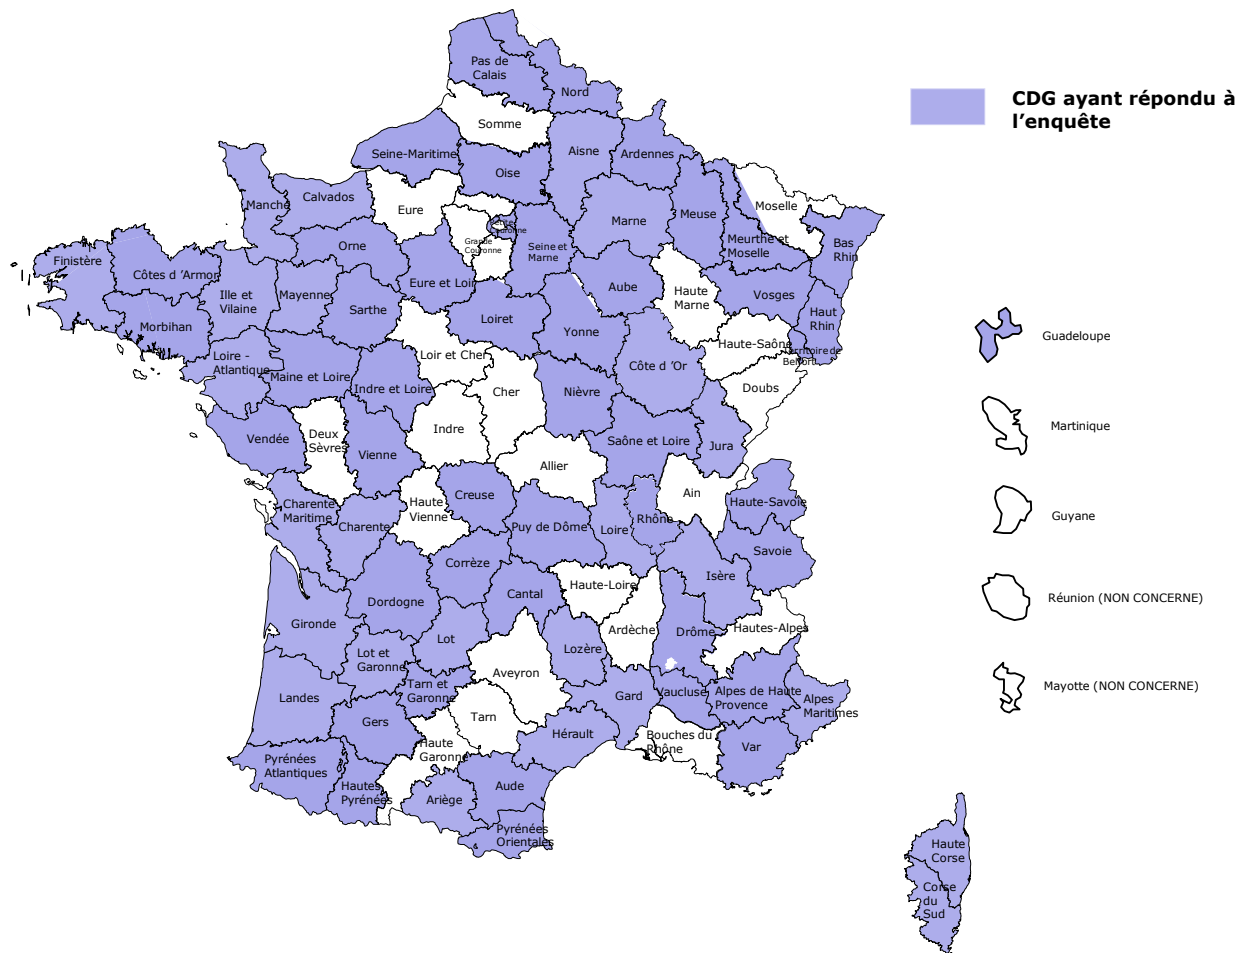 CDG ayant répondu à
l’enquête
Pas de
Calais
Nord
Somme
Seine-Maritime
Oise
Aisne
Ardennes
Manche
Calvados
Eure
Marne
Meuse
Moselle
Petite
Couronne
Grande
Couronne
Seine et
Marne
Meurthe et
Moselle
Bas
Rhin
Orne
Finistère
Côtes d ’Armor
Eure et Loir
Ille et
Vilaine
Mayenne
Sarthe
Aube
Haute
Marne
Vosges
Haut
Rhin
Morbihan
Loiret
Yonne
Haute-Saône
Territoire de
Belfort
Loire -
Atlantique
Loir et Cher
Côte d ’Or
Maine et Loire
Indre et Loire
Cher
Nièvre
Doubs
Vendée
Deux
Sèvres
Vienne
Indre
Saône et Loire
Jura
Allier
Charente
Maritime
Charente
Haute
Vienne
Creuse
Puy de Dôme
Loire
Rhône
Ain
Haute-Savoie
Savoie
Corrèze
Isère
Dordogne
Cantal
Haute-Loire
Gironde
Lot
Ardèche
Drôme
Hautes-Alpes
Lot et
Garonne
Aveyron
Lozère
Landes
Tarn et
Garonne
Gard
Vaucluse
Alpes de Haute
Provence
Alpes
Maritimes
Gers
Tarn
Haute
Garonne
Hérault
Bouches du
Rhône
Var
Pyrénées
Atlantiques
Hautes
Pyrénées
Ariège
Aude
Pyrénées
Orientales
Haute
Corse
Corse
du
Sud
Guadeloupe
Martinique
Guyane
Réunion (NON CONCERNE)
Mayotte (NON CONCERNE)